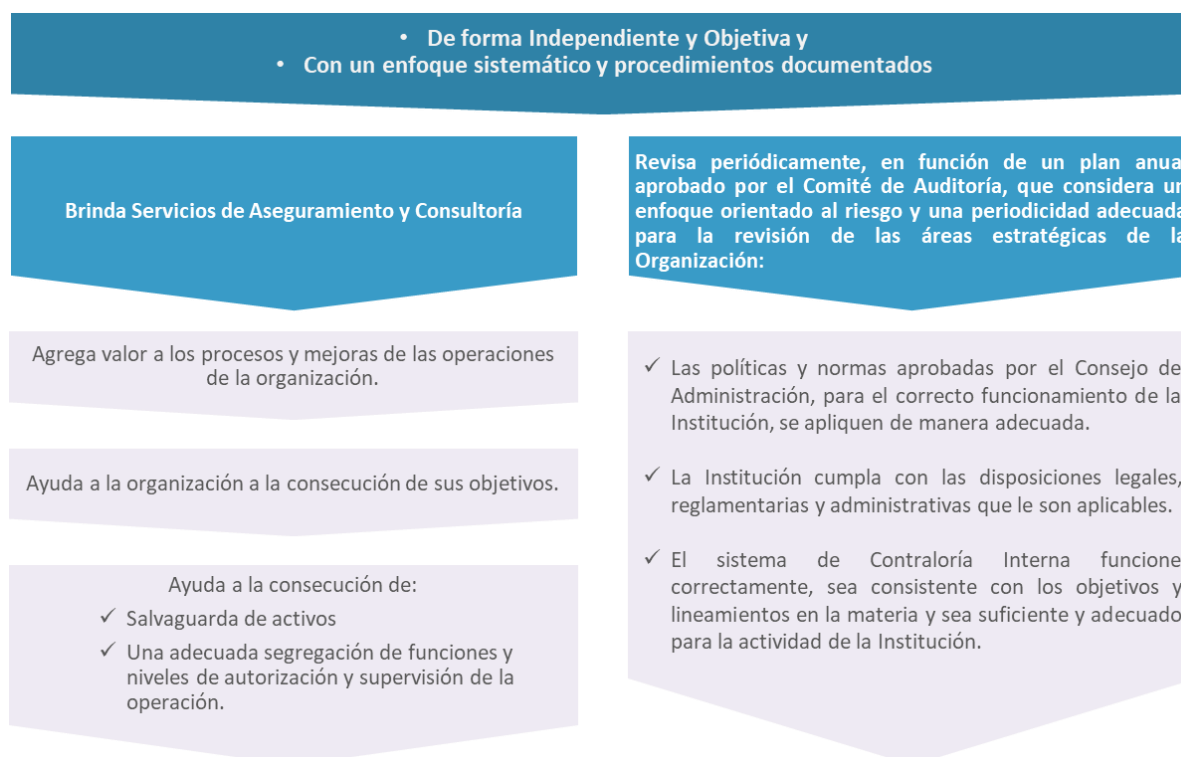 • De forma Independiente y Objetiva y
• Con un enfoque sistemático y procedimientos documentados
Brinda Servicios de Aseguramiento y Consultoría
Agrega valor a los procesos y mejoras de las operaciones
de la organización.
Ayuda a la organización a la consecución de sus objetivos.
Ayuda a la consecución de:
✓ Salvaguarda de activos
✓ Una adecuada segregación de funciones y
niveles de autorización y supervisión de la
operación.
Revisa periódicamente, en función de un plan anua
aprobado por el Comité de Auditoría, que considera un
enfoque orientado al riesgo y una periodicidad adecuada
para la revisión de las áreas estratégicas de la
Organización:
✓ Las políticas y normas aprobadas por el Consejo de
Administración, para el correcto funcionamiento de la
Institución, se apliquen de manera adecuada.
✓ La Institución cumpla con las disposiciones legales,
reglamentarias y administrativas que le son aplicables.
✓ El sistema de Contraloría Interna funcione
correctamente, sea consistente con los objetivos y
lineamientos en la materia y sea suficiente y adecuado
para la actividad de la Institución.